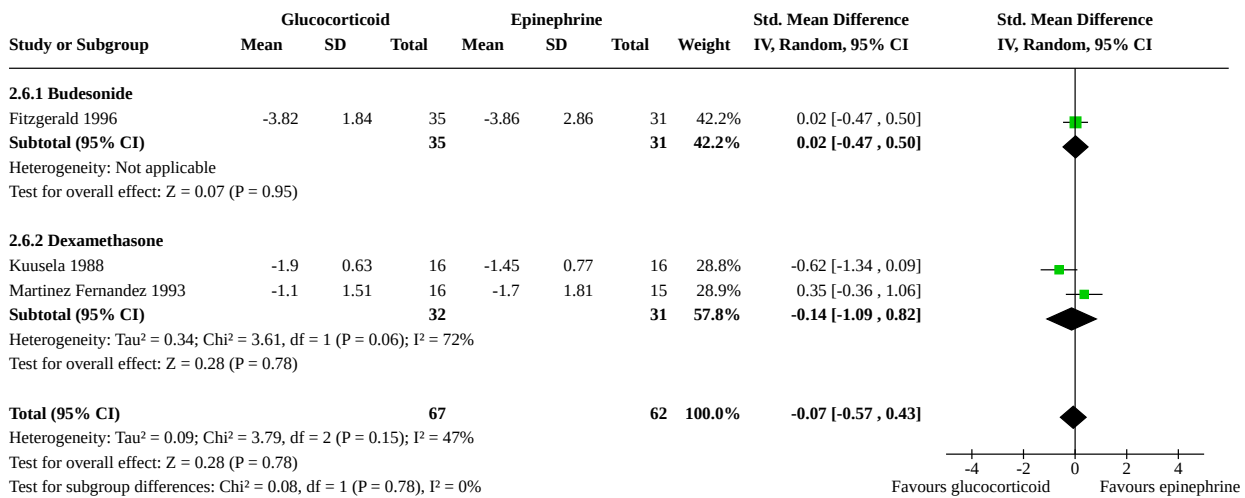 Glucocorticoid Epinephrine Std. Mean Difference Std. Mean Difference
Study or Subgroup Mean SD Total Mean SD Total Weight IV, Random, 95% CI IV, Random, 95% CI
2.6.1 Budesonide
Fitzgerald 1996 -3.82 1.84 35 -3.86 2.86 31 42.2% 0.02 [-0.47 , 0.50]
Subtotal (95% CI) 35 31 42.2% 0.02 [-0.47 , 0.50]
Heterogeneity: Not applicable
Test for overall effect: Z = 0.07 (P = 0.95)
2.6.2 Dexamethasone
Kuusela 1988 -1.9 0.63 16 -1.45 0.77 16 28.8% -0.62 [-1.34 , 0.09]
Martinez Fernandez 1993 -1.1 1.51 16 -1.7 1.81 15 28.9% 0.35 [-0.36 , 1.06]
Subtotal (95% CI) 32 31 57.8% -0.14 [-1.09 , 0.82]
Heterogeneity: Tau² = 0.34; Chi² = 3.61, df = 1 (P = 0.06); I² = 72%
Test for overall effect: Z = 0.28 (P = 0.78)
Total (95% CI) 67 62 100.0% -0.07 [-0.57 , 0.43]
Heterogeneity: Tau² = 0.09; Chi² = 3.79, df = 2 (P = 0.15); I² = 47%
Test for overall effect: Z = 0.28 (P = 0.78) -4 -2 0 2 4
Test for subgroup differences: Chi² = 0.08, df = 1 (P = 0.78), I² = 0% Favours glucocorticoid Favours epinephrine